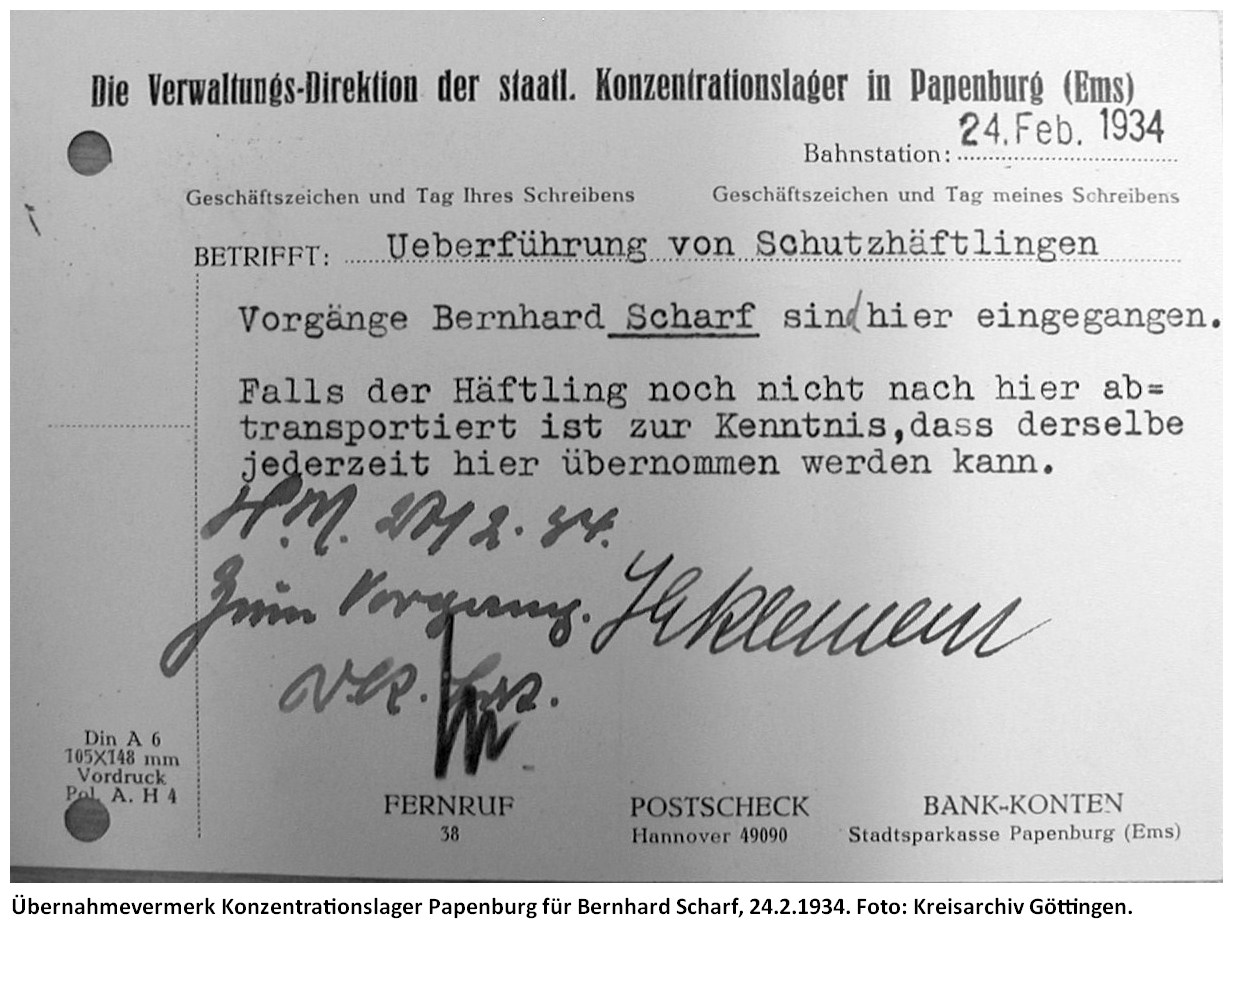 Die Verwaltungs-Direktion der staatl. Konzentrationslager in Papenburg (Ems)
24. Feb. 1934
Bahnstation:
Geschäftszeichen und Tag Ihres Schreibens Geschäftszeichen und Tag meines Schreibens
BETRIFFT: Ueberführung von Schutzhäftlingen
Vorgänge Bernhard Scharf sind hier eingegangen.
Falls der Häftling noch nicht nach hier ab=
transportiert ist zur Kenntnis,dass derselbe
jederzeit hier übernommen werden kann.
Zum Vorgang.
Din A 6
105X148 mm
Vordruck
Pol. A. H 4
FERNRUF POSTSCHECK BANK-KONTEN
38 Hannover 49090 Stadtsparkasse Papenburg (Ems)
Übernahmevermerk Konzentrationslager Papenburg für Bernhard Scharf, 24.2.1934. Foto: Kreisarchiv Göttingen.